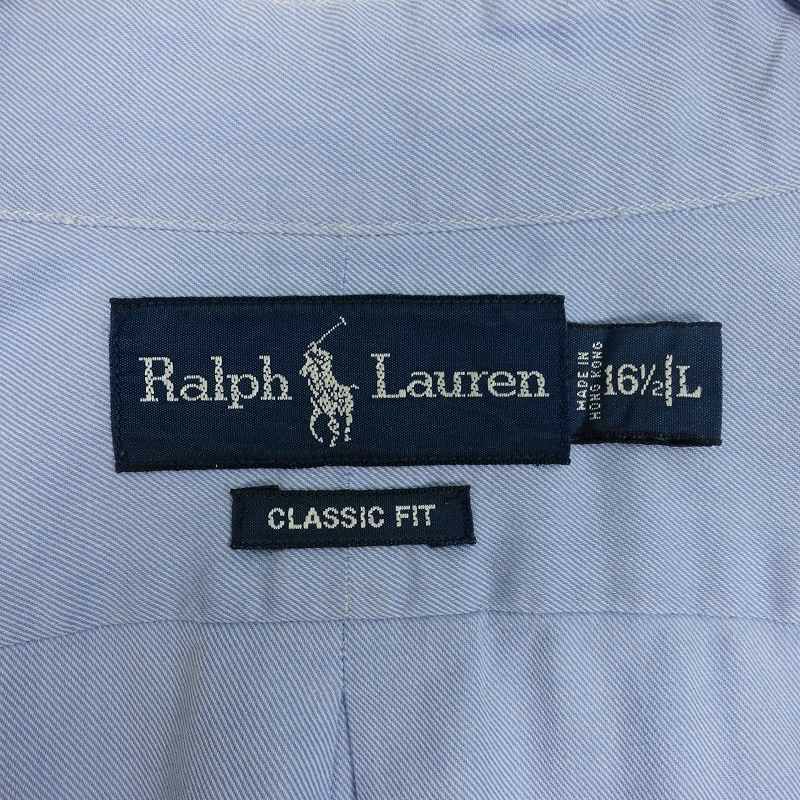 Ralph Lauren
MADE IN
HONG KONG
16½ L
CLASSIC FIT